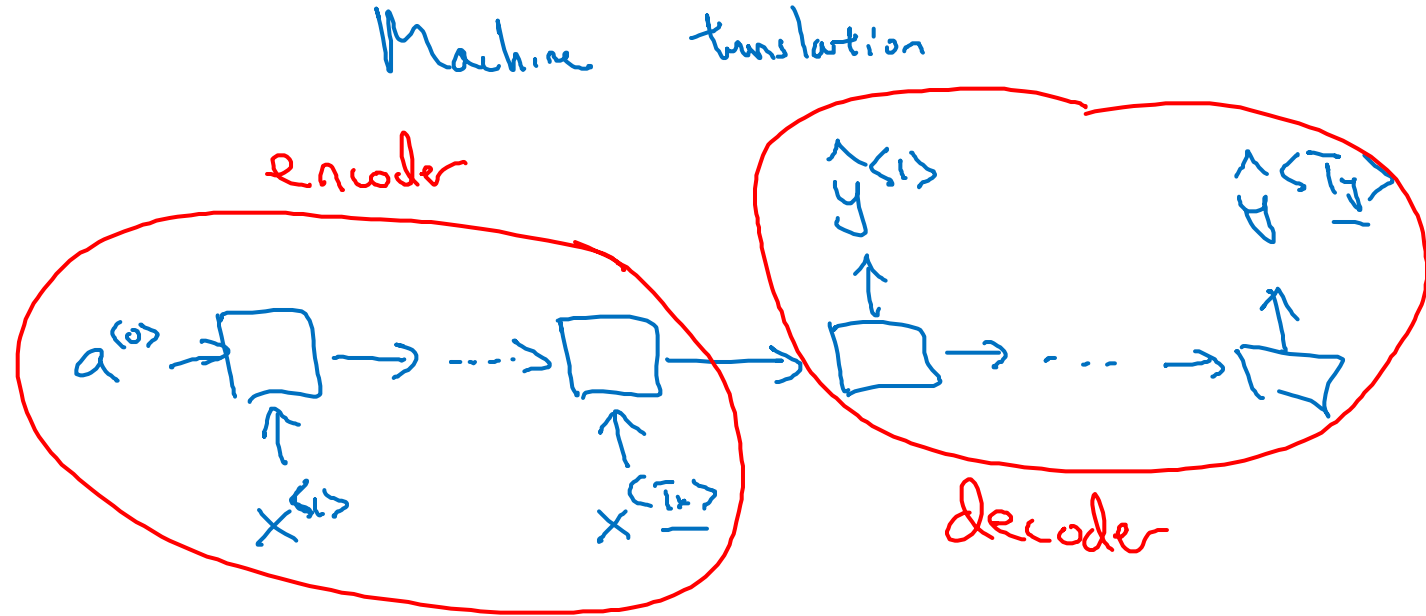 Machine translation
encoder
ŷ<1> ŷ<Ty>
a<0>
x<1> x<Tx>
decoder